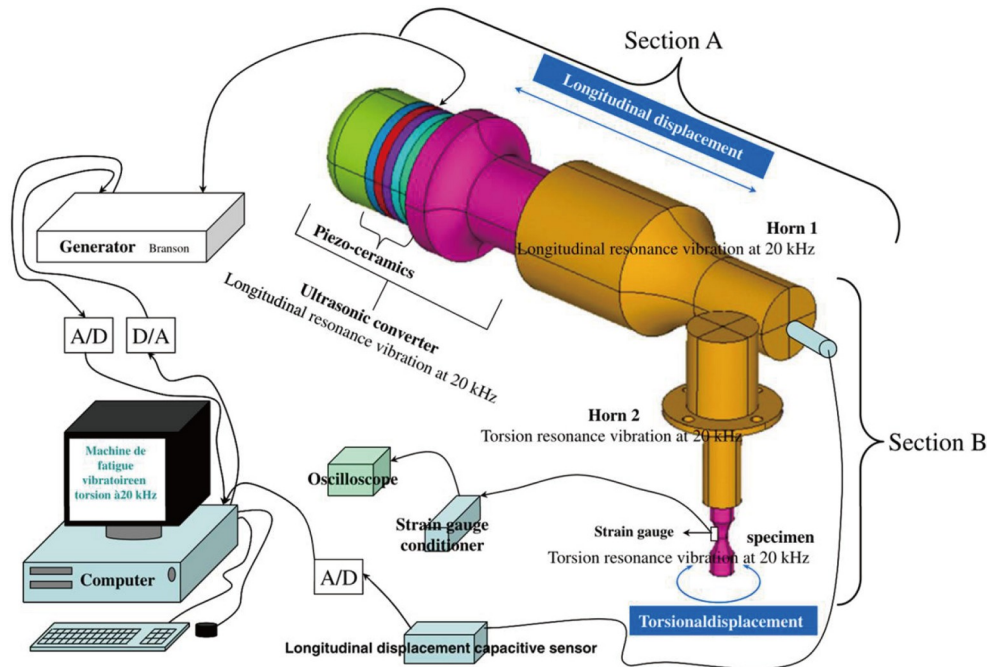 Section A
Longitudinal displacement
Horn 1
Longitudinal resonance vibration at 20 kHz
Generator Branson
Piezo-ceramics
Ultrasonic converter
Longitudinal resonance vibration at 20 kHz
A/D
D/A
Horn 2
Torsion resonance vibration at 20 kHz
Section B
Machine de
fatigue
vibratoireen
torsion à20 kHz
Oscilloscope
Strain gauge
conditioner
Strain gauge
specimen
Torsion resonance vibration at 20 kHz
Computer
A/D
Torsionaldisplacement
Longitudinal displacement capacitive sensor